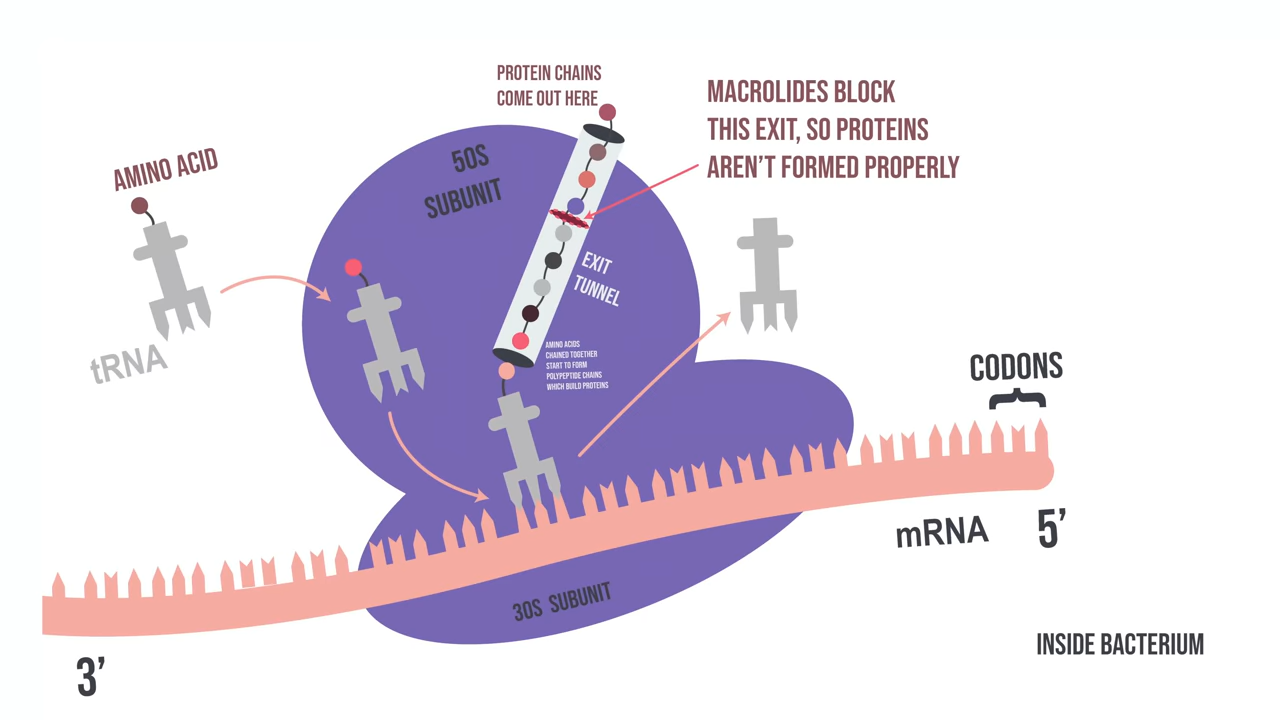 PROTEIN CHAINS
COME OUT HERE
MACROLIDES BLOCK
THIS EXIT, SO PROTEINS
AREN'T FORMED PROPERLY
AMINO ACID
50S
SUBUNIT
EXIT
TUNNEL
tRNA
AMINO ACIDS
CHAINED TOGETHER
START TO FORM
POLYPEPTIDE CHAINS
WHICH BUILD PROTEINS
CODONS
mRNA
5'
30S SUBUNIT
INSIDE BACTERIUM
3'